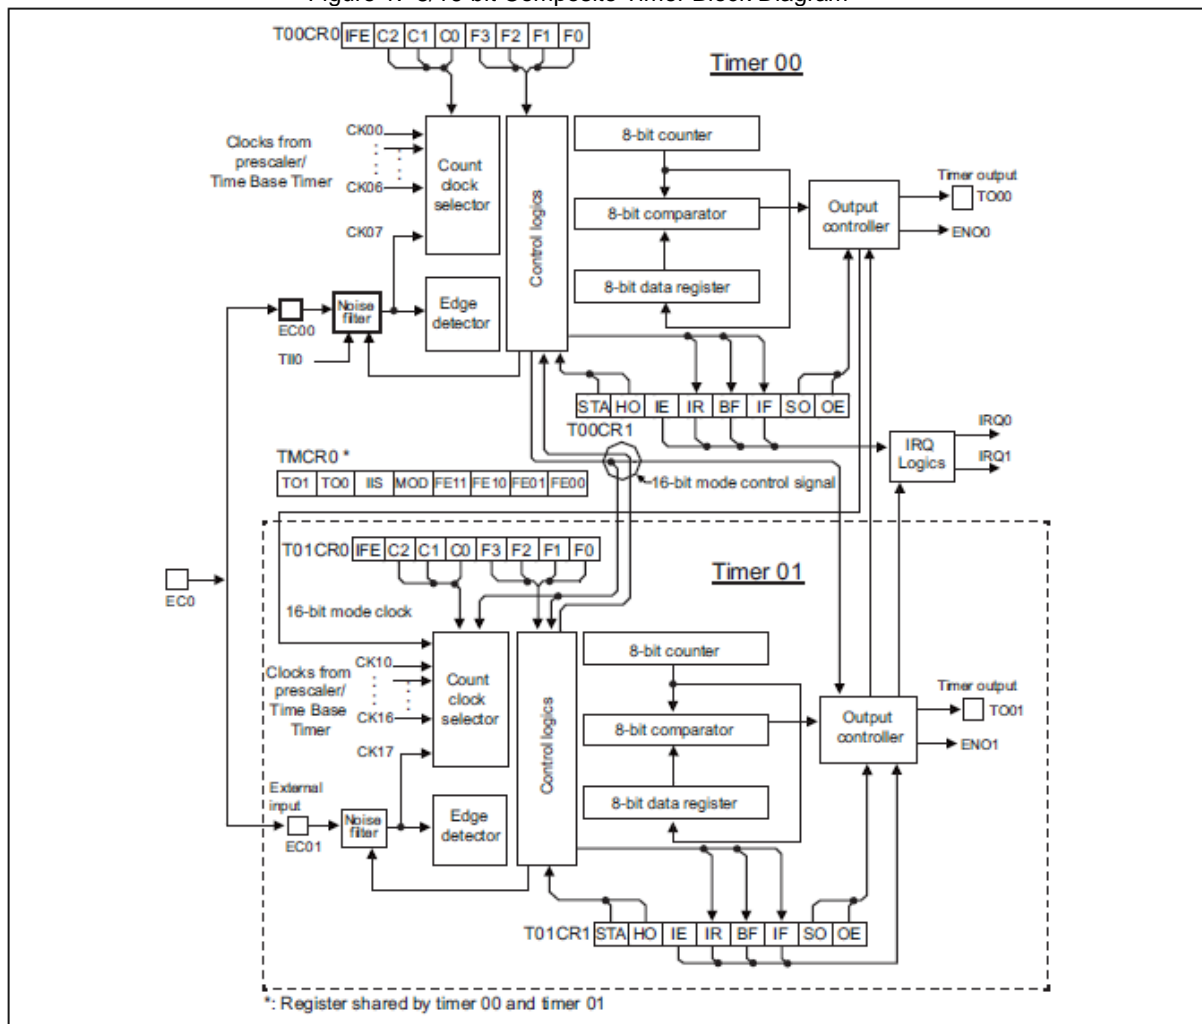 Figure 1. 8/16-bit Composite Timer Block Diagram
T00CR0 IFE C2 C1 C0 F3 F2 F1 F0
Timer 00
CK00
Clocks from
prescaler/
Time Base Timer
CK06
CK07
Count
clock
selector
Control logics
8-bit counter
8-bit comparator
8-bit data register
Output
controller
Timer output
TO00
ENO0
EC00
Noise
filter
Edge
detector
TII0
STA HO IE IR BF IF SO OE
T00CR1
IRQ
Logics
IRQ0
IRQ1
TMCR0 *
TO1 TO0 IIS MOD FE11 FE10 FE01 FE00
16-bit mode control signal
T01CR0 IFE C2 C1 C0 F3 F2 F1 F0
Timer 01
EC0
16-bit mode clock
CK10
Clocks from
prescaler/
Time Base
Timer
CK16
CK17
Count
clock
selector
Control logics
8-bit counter
8-bit comparator
8-bit data register
Output
controller
Timer output
TO01
ENO1
External
input
EC01
Noise
filter
Edge
detector
T01CR1 STA HO IE IR BF IF SO OE
*: Register shared by timer 00 and timer 01